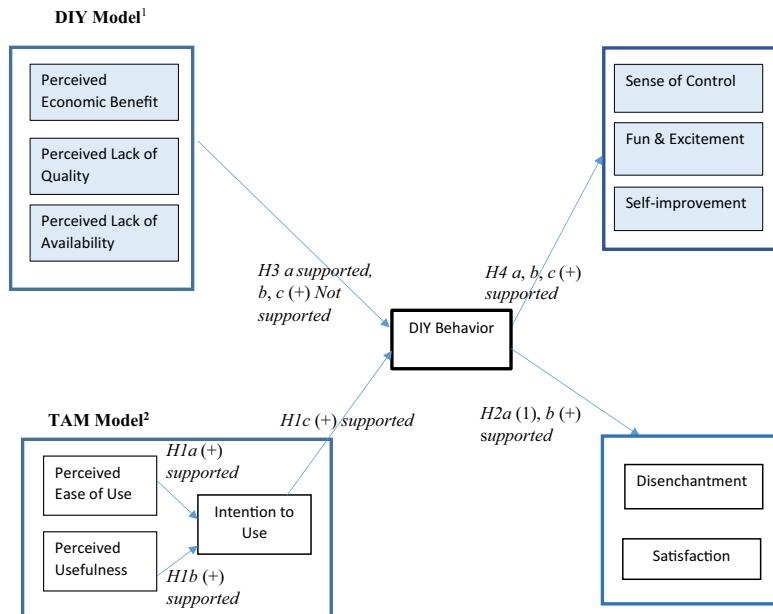 DIY Model¹
Perceived
Economic Benefit
Perceived Lack of
Quality
Perceived Lack of
Availability
Sense of Control
Fun & Excitement
Self-improvement
H3 a supported,
b, c (+) Not
supported
H4 a, b, c (+)
supported
DIY Behavior
TAM Model²
H1c (+) supported
H2a (1), b (+)
supported
H1a (+)
supported
Perceived
Ease of Use
Intention to
Use
Perceived
Usefulness
H1b (+)
supported
Disenchantment
Satisfaction